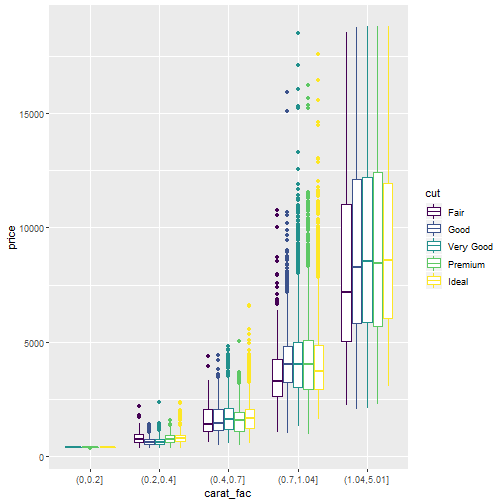 15000
10000
5000
0
price
(0,0.2]
(0.2,0.4]
(0.4,0.7]
(0.7,1.04]
(1.04,5.01]
carat_fac
cut
Fair
Good
Very Good
Premium
Ideal